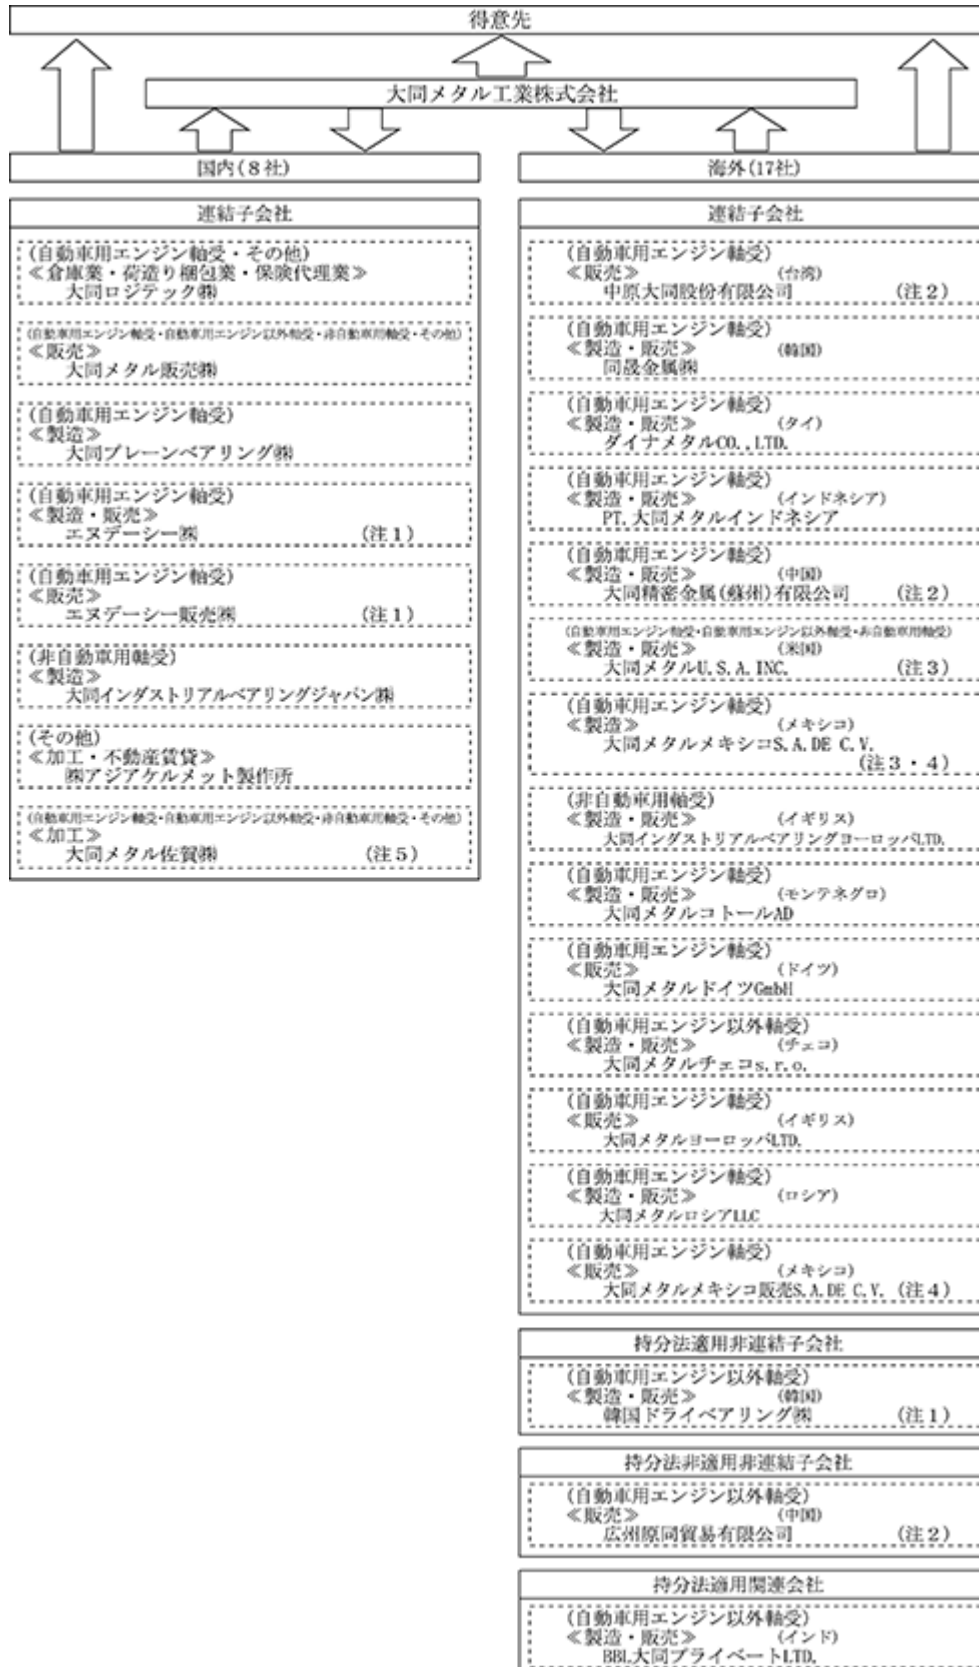 得意先
大同メタル工業株式会社
国内(8社)
連結子会社
(自動車用エンジン軸受・その他)
≪倉庫業・荷造り梱包業・保険代理業≫
大同ロジテック㈱
(自動車用エンジン軸受・自動車用エンジン以外軸受・非自動車用軸受・その他)
≪販売≫
大同メタル販売㈱
(自動車用エンジン軸受)
≪製造≫
大同プレーンベアリング㈱
(自動車用エンジン軸受)
≪製造・販売≫
エヌデーシー㈱ (注1)
(自動車用エンジン軸受)
≪販売≫
エヌデーシー販売㈱ (注1)
(非自動車用軸受)
≪製造≫
大同インダストリアルベアリングジャパン㈱
(その他)
≪加工・不動産賃貸≫
㈱アジアケルメット製作所
(自動車用エンジン軸受・自動車用エンジン以外軸受・非自動車用軸受・その他)
≪加工≫
大同メタル佐賀㈱ (注5)
海外(17社)
連結子会社
(自動車用エンジン軸受)
≪販売≫ (台湾)
中原大同股份有限公司 (注2)
(自動車用エンジン軸受)
≪製造・販売≫ (韓国)
同晟金属㈱
(自動車用エンジン軸受)
≪製造・販売≫ (タイ)
ダイナメタルCO.,LTD.
(自動車用エンジン軸受)
≪製造・販売≫ (インドネシア)
PT.大同メタルインドネシア
(自動車用エンジン軸受)
≪製造・販売≫ (中国)
大同精密金属(蘇州)有限公司 (注2)
(自動車用エンジン軸受・自動車用エンジン以外軸受・非自動車用軸受)
≪製造・販売≫ (米国)
大同メタルU.S.A.INC. (注3)
(自動車用エンジン軸受)
≪製造≫ (メキシコ)
大同メタルメキシコS.A.DE C.V.
(注3・4)
(非自動車用軸受)
≪製造・販売≫ (イギリス)
大同インダストリアルベアリングヨーロッパLTD.
(自動車用エンジン軸受)
≪製造・販売≫ (モンテネグロ)
大同メタルコトールAD
(自動車用エンジン軸受)
≪販売≫ (ドイツ)
大同メタルドイツGmbH
(自動車用エンジン以外軸受)
≪製造・販売≫ (チェコ)
大同メタルチェコs.r.o.
(自動車用エンジン軸受)
≪販売≫ (イギリス)
大同メタルヨーロッパLTD.
(自動車用エンジン軸受)
≪製造・販売≫ (ロシア)
大同メタルロシアLLC
(自動車用エンジン軸受)
≪販売≫ (メキシコ)
大同メタルメキシコ販売S.A.DE C.V. (注4)
持分法適用非連結子会社
(自動車用エンジン以外軸受)
≪製造・販売≫ (韓国)
韓国ドライベアリング㈱ (注1)
持分法非適用非連結子会社
(自動車用エンジン以外軸受)
≪販売≫ (中国)
広州原同貿易有限公司 (注2)
持分法適用関連会社
(自動車用エンジン以外軸受)
≪製造・販売≫ (インド)
BBL大同プライベートLTD.